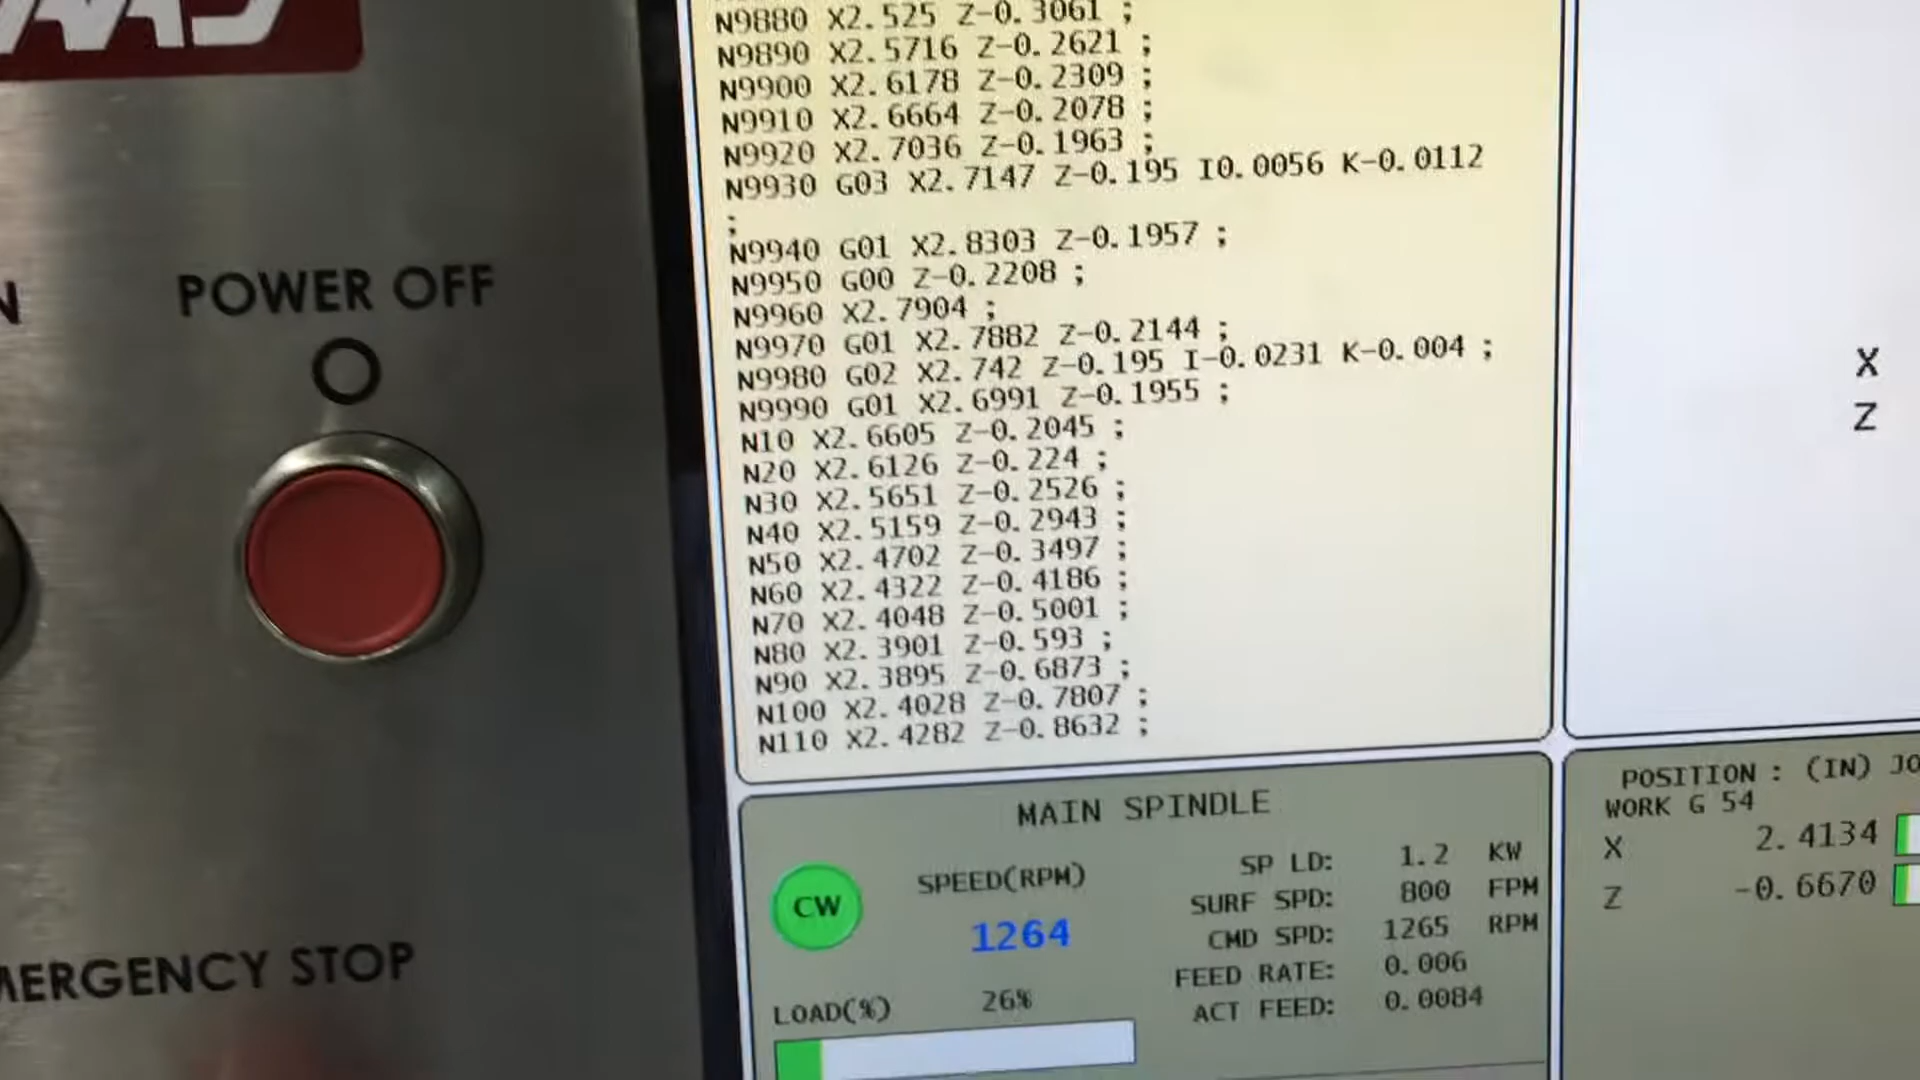 HAAS
N9880 X2.525 Z-0.3061 ;
N9890 X2.5716 Z-0.2621 ;
N9900 X2.6178 Z-0.2309 ;
N9910 X2.6664 Z-0.2078 ;
N9920 X2.7036 Z-0.1963 ;
N9930 G03 X2.7147 Z-0.195 I0.0056 K-0.0112
;
N9940 G01 X2.8303 Z-0.1957 ;
N9950 G00 Z-0.2208 ;
N9960 X2.7904 ;
N9970 G01 X2.7882 Z-0.2144 ;
N9980 G02 X2.742 Z-0.195 I-0.0231 K-0.004 ;
N9990 G01 X2.6991 Z-0.1955 ;
N10 X2.6605 Z-0.2045 ;
N20 X2.6126 Z-0.224 ;
N30 X2.5651 Z-0.2526 ;
N40 X2.5159 Z-0.2943 ;
N50 X2.4702 Z-0.3497 ;
N60 X2.4322 Z-0.4186 ;
N70 X2.4048 Z-0.5001 ;
N80 X2.3901 Z-0.593 ;
N90 X2.3895 Z-0.6873 ;
N100 X2.4028 Z-0.7807 ;
N110 X2.4282 Z-0.8632 ;
N
POWER OFF
MERGENCY STOP
X
Z
MAIN SPINDLE
CW
SPEED(RPM)
1264
LOAD(%) 26%
SP LD: 1.2 KW
SURF SPD: 800 FPM
CMD SPD: 1265 RPM
FEED RATE: 0.006
ACT FEED: 0.0084
POSITION : (IN) JO
WORK G 54
X 2.4134
Z -0.6670